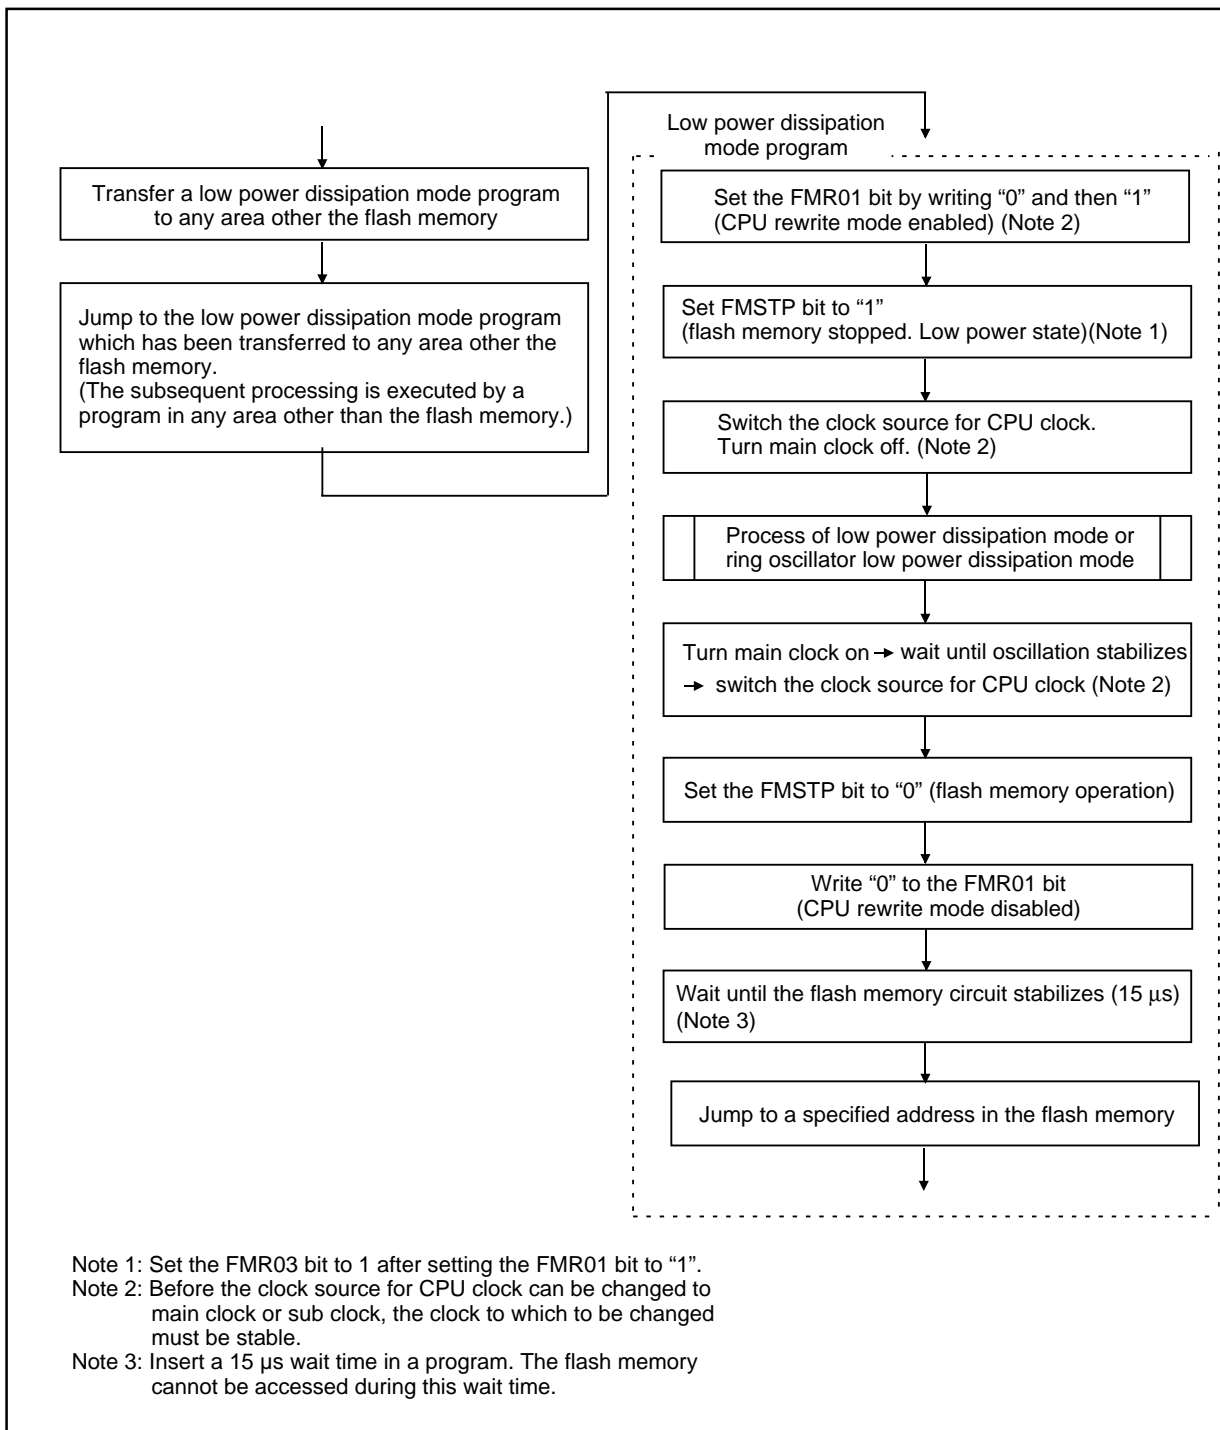 Transfer a low power dissipation mode program
to any area other the flash memory
Jump to the low power dissipation mode program
which has been transferred to any area other the
flash memory.
(The subsequent processing is executed by a
program in any area other than the flash memory.)
Low power dissipation
mode program
Set the FMR01 bit by writing “0” and then “1”
(CPU rewrite mode enabled) (Note 2)
Set FMSTP bit to “1”
(flash memory stopped. Low power state)(Note 1)
Switch the clock source for CPU clock.
Turn main clock off. (Note 2)
Process of low power dissipation mode or
ring oscillator low power dissipation mode
Turn main clock on → wait until oscillation stabilizes
→ switch the clock source for CPU clock (Note 2)
Set the FMSTP bit to “0” (flash memory operation)
Write “0” to the FMR01 bit
(CPU rewrite mode disabled)
Wait until the flash memory circuit stabilizes (15 μs)
(Note 3)
Jump to a specified address in the flash memory
Note 1: Set the FMR03 bit to 1 after setting the FMR01 bit to “1”.
Note 2: Before the clock source for CPU clock can be changed to
main clock or sub clock, the clock to which to be changed
must be stable.
Note 3: Insert a 15 µs wait time in a program. The flash memory
cannot be accessed during this wait time.